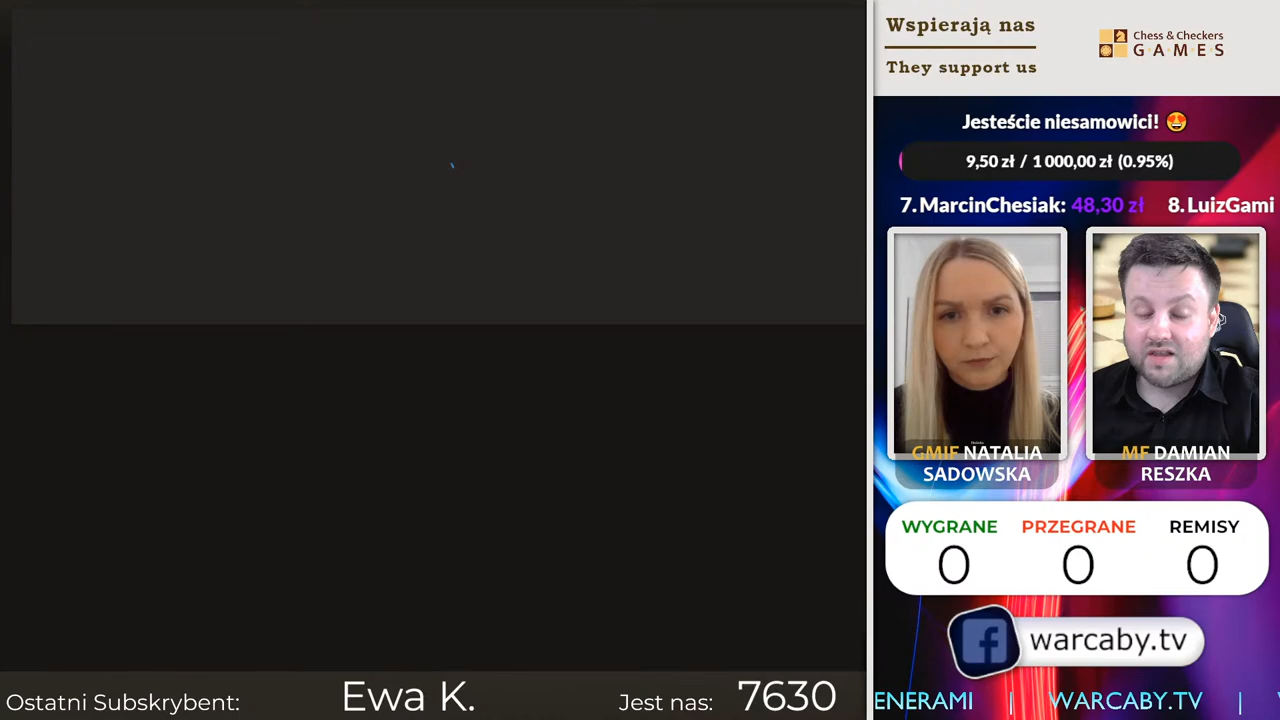 Wspierają nas
They support us
Chess & Checkers
GAMES
Jesteście niesamowici! 😍
9,50 zł / 1 000,00 zł (0.95%)
7. MarcinChesiak: 48,30 zł 8. LuizGami
GMIF NATALIA
SADOWSKA
MF DAMIAN
RESZKA
WYGRANE PRZEGRANE REMISY
0 0 0
warcaby.tv
Ostatni Subskrybent: Ewa K. Jest nas: 7630
ENERAMI | WARCABY.TV |